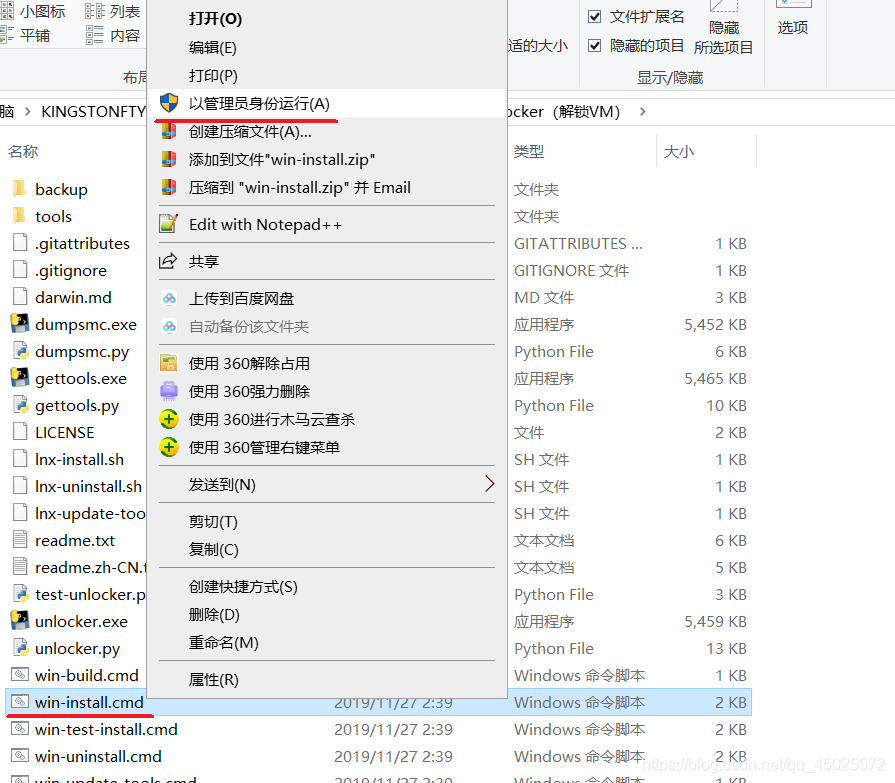 小图标 列表
平铺 内容
适的大小
文件扩展名
隐藏的项目
隐藏
所选项目
选项
显示/隐藏
脑 > KINGSTONFTY
ocker（解锁VM） >
名称 类型 大小
打开(O)
编辑(E)
打印(P)
以管理员身份运行(A)
创建压缩文件(A)...
添加到文件"win-install.zip"
压缩到 "win-install.zip" 并 Email
Edit with Notepad++
共享
上传到百度网盘
自动备份该文件夹
使用 360解除占用
使用 360强力删除
使用 360进行木马云查杀
使用 360管理右键菜单
发送到(N)
剪切(T)
复制(C)
创建快捷方式(S)
删除(D)
重命名(M)
属性(R)
backup 文件夹
tools 文件夹
.gitattributes GITATTRIBUTES ... 1 KB
.gitignore GITIGNORE 文件 1 KB
darwin.md MD 文件 3 KB
dumpsmc.exe 应用程序 5,452 KB
dumpsmc.py Python File 6 KB
gettools.exe 应用程序 5,465 KB
gettools.py Python File 10 KB
LICENSE 文件 2 KB
lnx-install.sh SH 文件 1 KB
lnx-uninstall.sh SH 文件 1 KB
lnx-update-too SH 文件 1 KB
readme.txt 文本文档 6 KB
readme.zh-CN.t 文本文档 5 KB
test-unlocker.p Python File 3 KB
unlocker.exe 应用程序 5,459 KB
unlocker.py Python File 13 KB
win-build.cmd Windows 命令脚本 1 KB
win-install.cmd 2019/11/27 2:39 Windows 命令脚本 2 KB
win-test-install.cmd 2019/11/27 2:39 Windows 命令脚本 2 KB
win-uninstall.cmd 2019/11/27 2:39 Windows 命令脚本 2 KB
win-update-tools.cmd 2019/11/27 2:39 Windows 命令脚本 1 KB
https://blog.csdn.net/qq_45025572